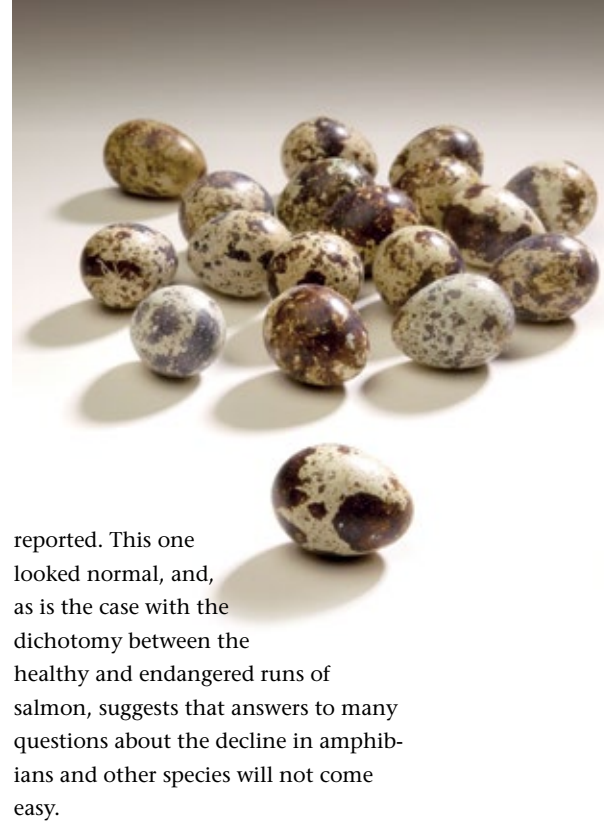 reported. This one
looked normal, and,
as is the case with the
dichotomy between the
healthy and endangered runs of
salmon, suggests that answers to many
questions about the decline in amphib-
ians and other species will not come
easy.